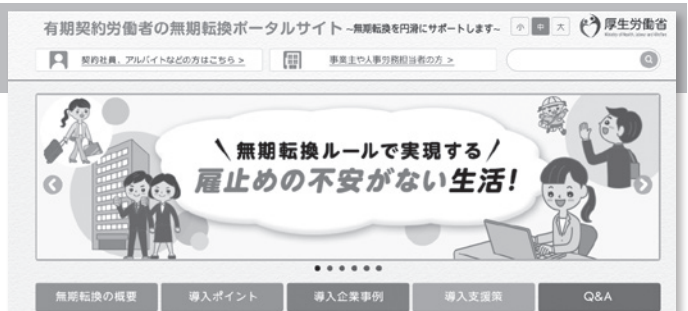 有期契約労働者の無期転換ポータルサイト ~無期転換を円滑にサポートします~ 小 中 大 厚生労働省
契約社員、アルバイトなどの方はこちら > 事業主や人事労務担当者の方 >
\ 無期転換ルールで実現する /
雇止めの不安がない生活!
無期転換の概要 導入ポイント 導入企業事例 導入支援策 Q&A